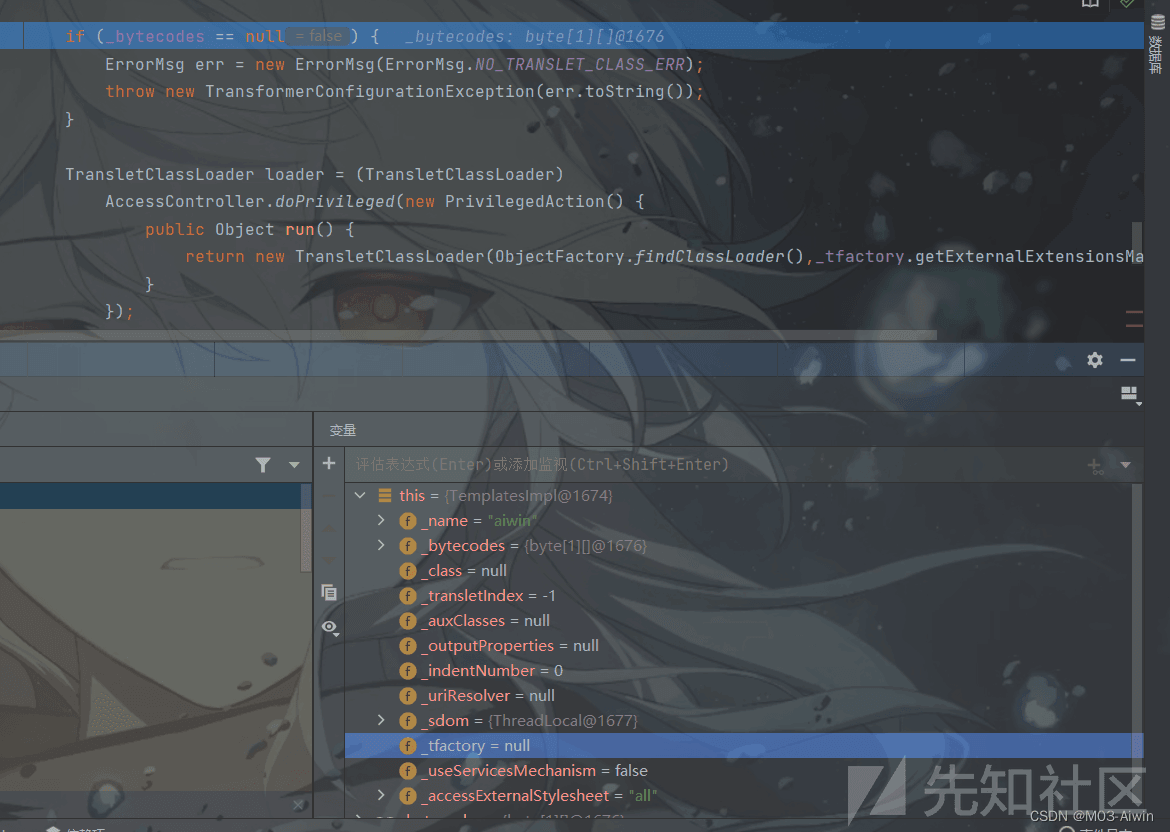 if (_bytecodes == null = false ) {   _bytecodes: byte[1][]@1676
数据库
ErrorMsg err = new ErrorMsg(ErrorMsg.NO_TRANSLET_CLASS_ERR);
throw new TransformerConfigurationException(err.toString());
}
TransletClassLoader loader = (TransletClassLoader)
AccessController.doPrivileged(new PrivilegedAction() {
public Object run() {
return new TransletClassLoader(ObjectFactory.findClassLoader(),_tfactory.getExternalExtensionsMa
}
});
变量
评估表达式(Enter)或添加监视(Ctrl+Shift+Enter)
this = {TemplatesImpl@1674}
_name = "aiwin"
_bytecodes = {byte[1][]@1676}
_class = null
_transletIndex = -1
_auxClasses = null
_outputProperties = null
_indentNumber = 0
_uriResolver = null
_sdom = {ThreadLocal@1677}
_tfactory = null
_useServicesMechanism = false
_accessExternalStylesheet = "all"
先知社区
CSDN @M03-Aiwin